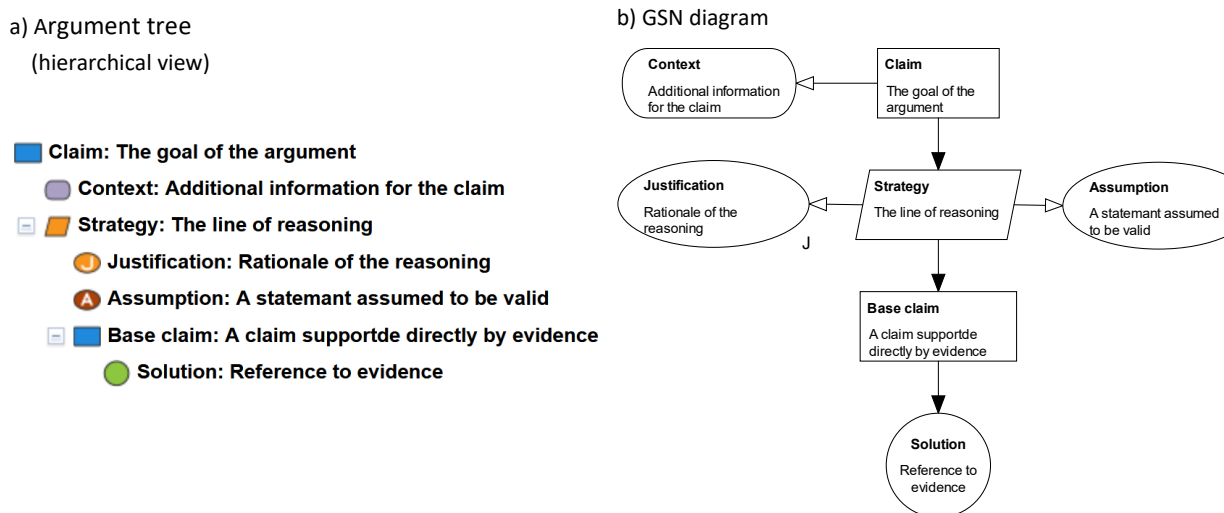 a) Argument tree
(hierarchical view)
Claim: The goal of the argument
Context: Additional information for the claim
Strategy: The line of reasoning
J
Justification: Rationale of the reasoning
A
Assumption: A statemant assumed to be valid
Base claim: A claim supportde directly by evidence
Solution: Reference to evidence
b) GSN diagram
Context
Additional information
for the claim
Claim
The goal of the
argument
Justification
Rationale of the
reasoning
J
Strategy
The line of reasoning
Assumption
A statemant assumed
to be valid
Base claim
A claim supportde
directly by evidence
Solution
Reference to
evidence